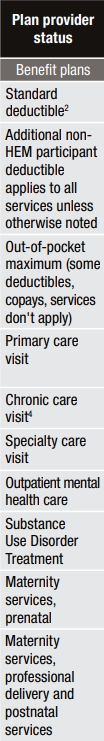 Plan provider
status
Benefit plans
Standard
deductible²
Additional non-
HEM participant
deductible
applies to all
services unless
otherwise noted
Out-of-pocket
maximum (some
deductibles,
copays, services
don't apply)
Primary care
visit
Chronic care
visit⁴
Specialty care
visit
Outpatient mental
health care
Substance
Use Disorder
Treatment
Maternity
services,
prenatal
Maternity
services,
professional
delivery and
postnatal
services